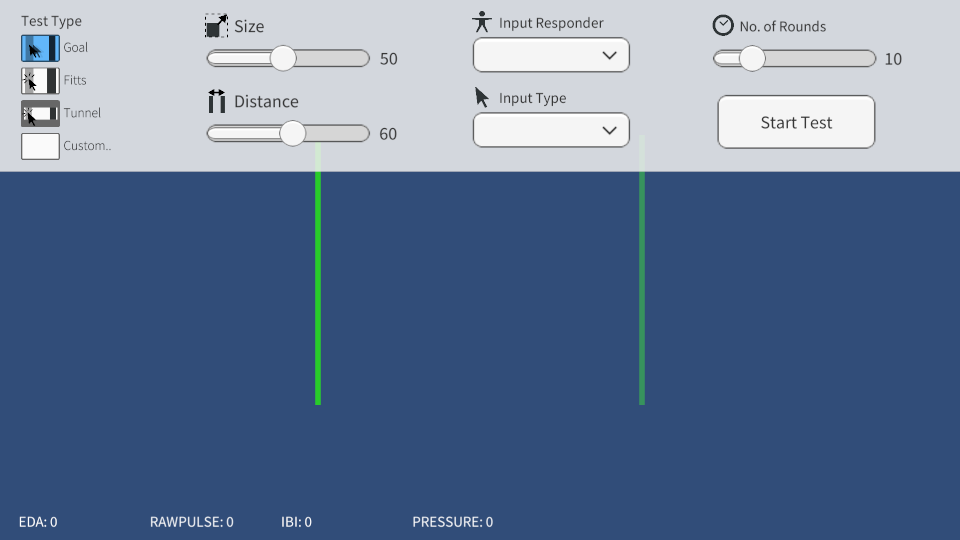 Test Type
Goal
Fitts
Tunnel
Custom..
Size
50
Distance
60
Input Responder
Input Type
No. of Rounds
10
Start Test
EDA: 0
RAWPULSE: 0
IBI: 0
PRESSURE: 0